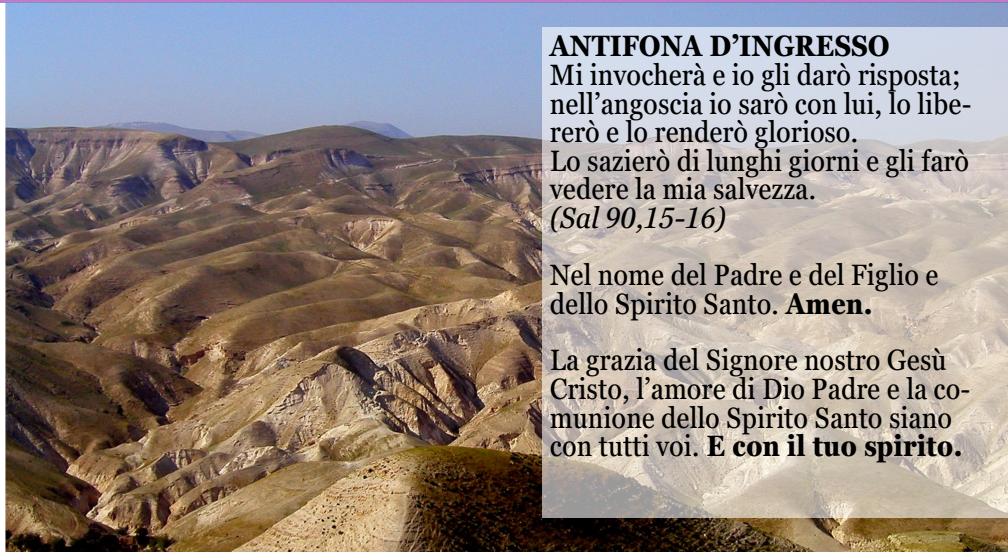 ANTIFONA D’INGRESSO
Mi invocherà e io gli darò risposta;
nell’angoscia io sarò con lui, lo libe-
rerò e lo renderò glorioso.
Lo sazierò di lunghi giorni e gli farò
vedere la mia salvezza.
(Sal 90,15-16)
Nel nome del Padre e del Figlio e
dello Spirito Santo. Amen.
La grazia del Signore nostro Gesù
Cristo, l’amore di Dio Padre e la co-
munione dello Spirito Santo siano
con tutti voi. E con il tuo spirito.